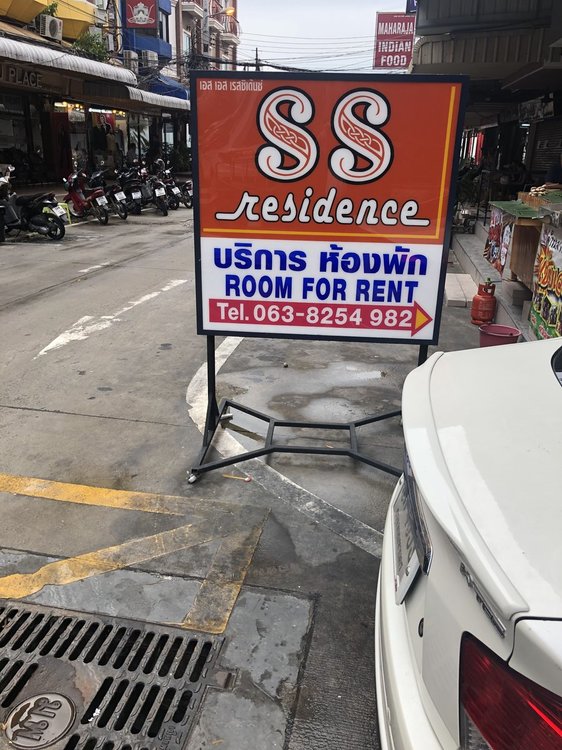 PLACE
MAHARAJA
INDIAN
FOOD
เอส เอส เรสซิเดนซ์
SS
residence
บริการ ห้องพัก
ROOM FOR RENT
Tel. 063-8254 982